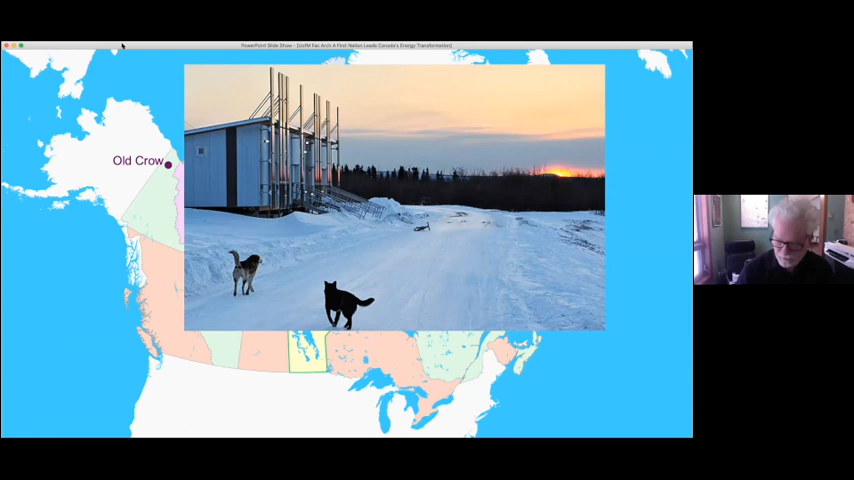 PowerPoint Slide Show - [UofM Fac Arch A First Nation Leads Canada's Energy Transformation]
Old Crow